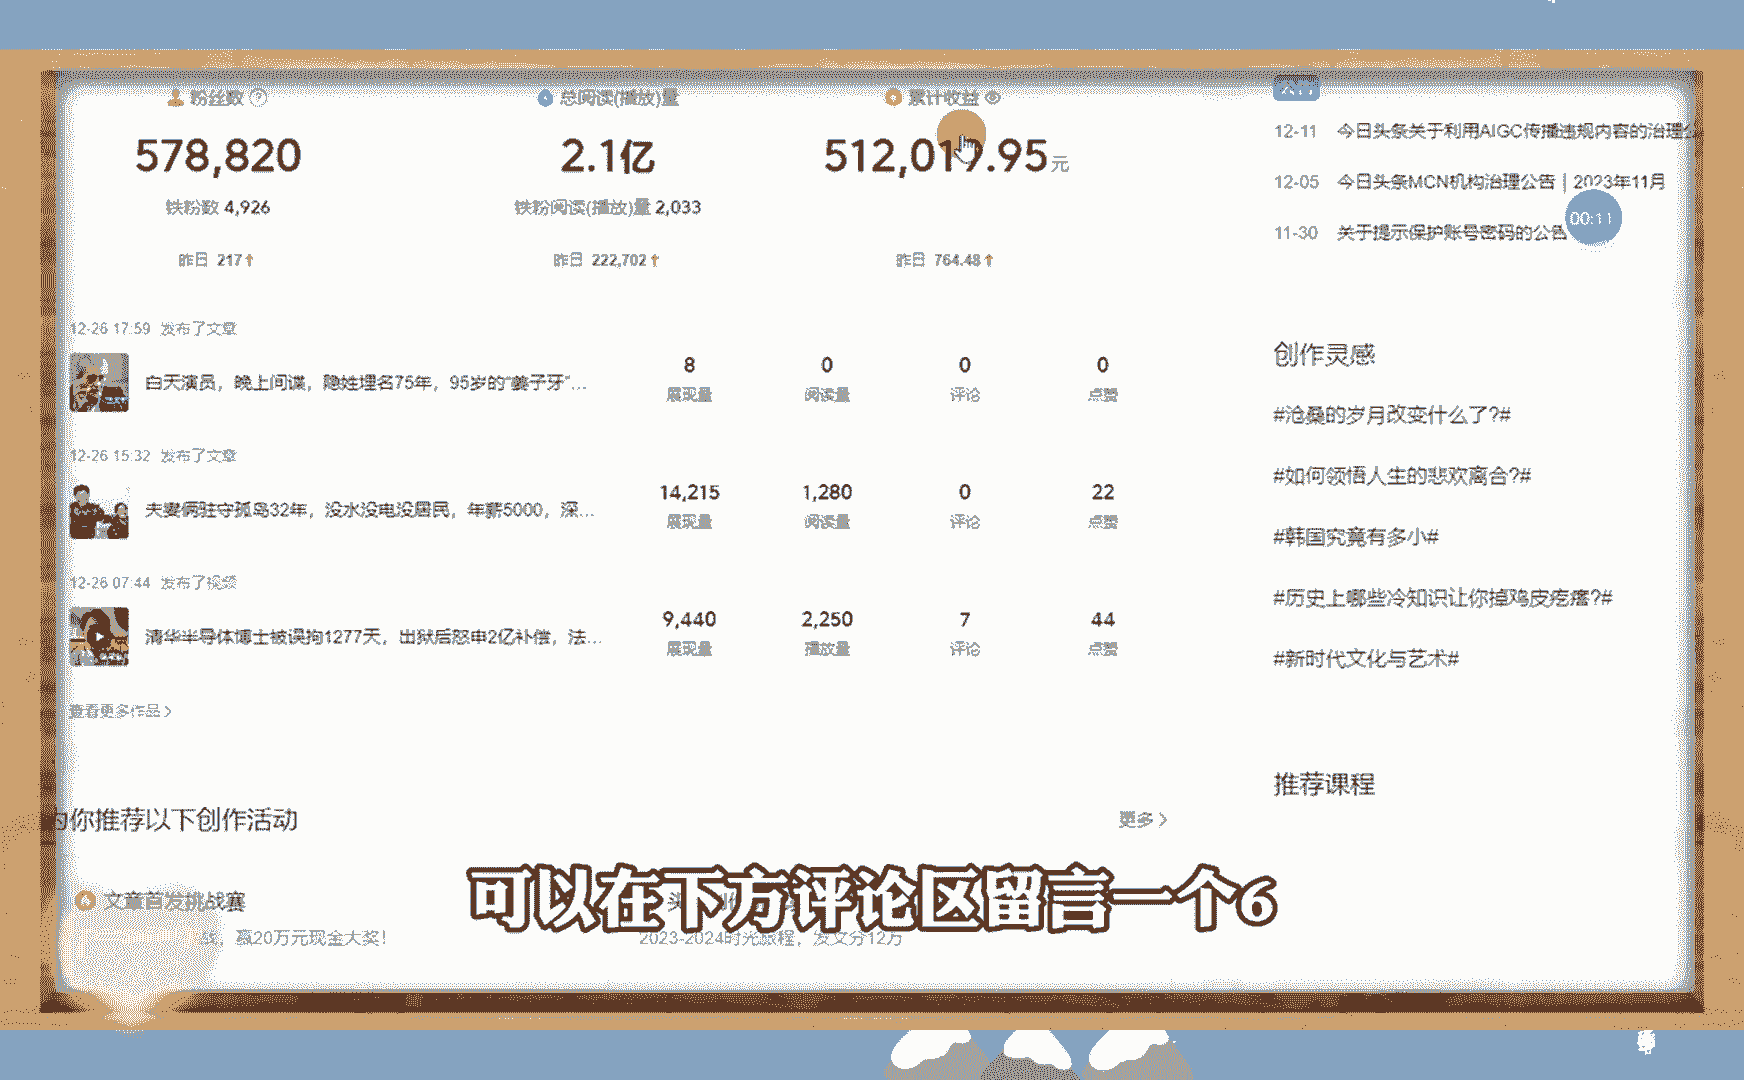 粉丝数
总阅读(播放)量
累计收益
578,820
2.1亿
512,019.95元
铁粉数 4,926
铁粉阅读(播放)量 2,033
昨日 217↑
昨日 222,702↑
昨日 764.48↑
公告
12-11 今日头条关于利用AIGC传播违规内容的治理公
12-05 今日头条MCN机构治理公告 | 2023年11月
00:11
11-30 关于提示保护账号密码的公告
12-26 17:59 发布了文章
白天演员，晚上间谍，隐姓埋名75年，95岁的“姜子牙”...
8
0
0
0
展现量
阅读量
评论
点赞
12-26 15:32 发布了文章
夫妻俩驻守孤岛32年，没水没电没居民，年薪5000，深...
14,215
1,280
0
22
展现量
阅读量
评论
点赞
12-26 07:44 发布了视频
清华半导体博士被误拘1277天，出狱后怒申2亿补偿，法...
9,440
2,250
7
44
展现量
播放量
评论
点赞
查看更多作品 >
创作灵感
#沧桑的岁月改变什么了?#
#如何领悟人生的悲欢离合?#
#韩国究竟有多小#
#历史上哪些冷知识让你掉鸡皮疙瘩?#
#新时代文化与艺术#
推荐课程
为你推荐以下创作活动
更多 >
文章首发挑战赛
战，赢20万元现金大奖！
2023-2024时光旅程，发文分12万
可以在下方评论区留言一个6